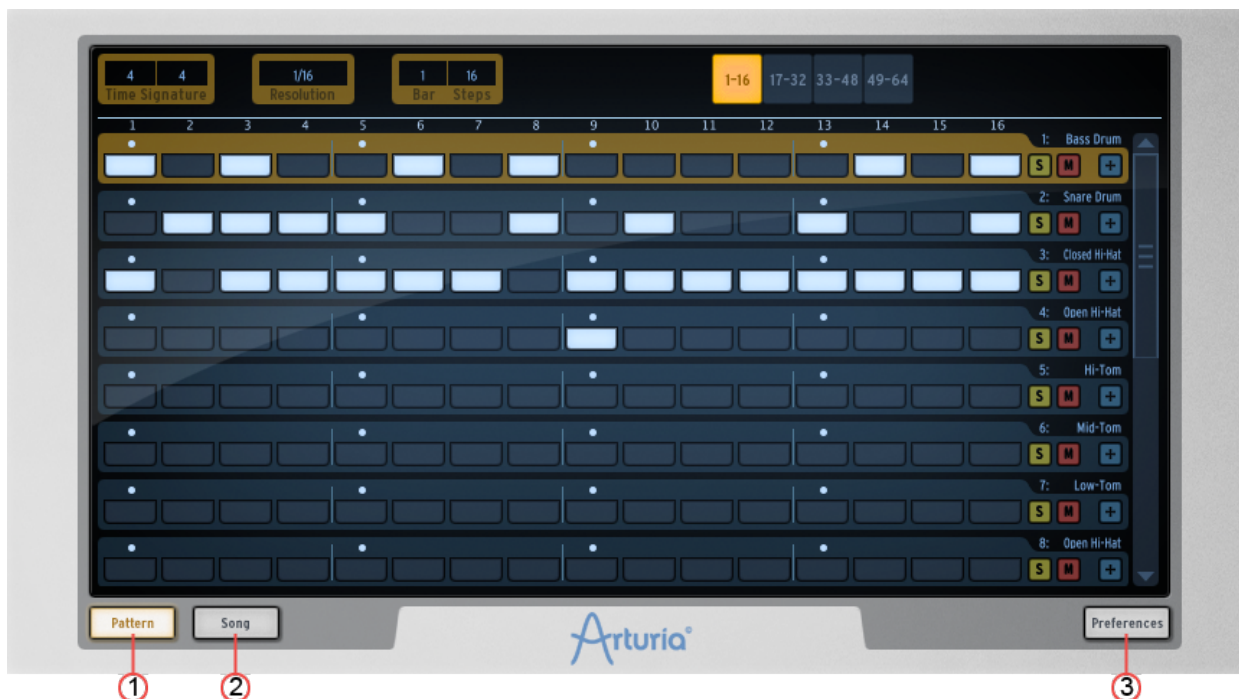 4 4 1/16 1 16
Time Signature Resolution Bar Steps
1-16 17-32 33-48 49-64
1 2 3 4 5 6 7 8 9 10 11 12 13 14 15 16
1: Bass Drum
S M +
2: Snare Drum
S M +
3: Closed Hi-Hat
S M +
4: Open Hi-Hat
S M +
5: Hi-Tom
S M +
6: Mid-Tom
S M +
7: Low-Tom
S M +
8: Open Hi-Hat
S M +
Pattern Song Arturia© Preferences
1 2 3